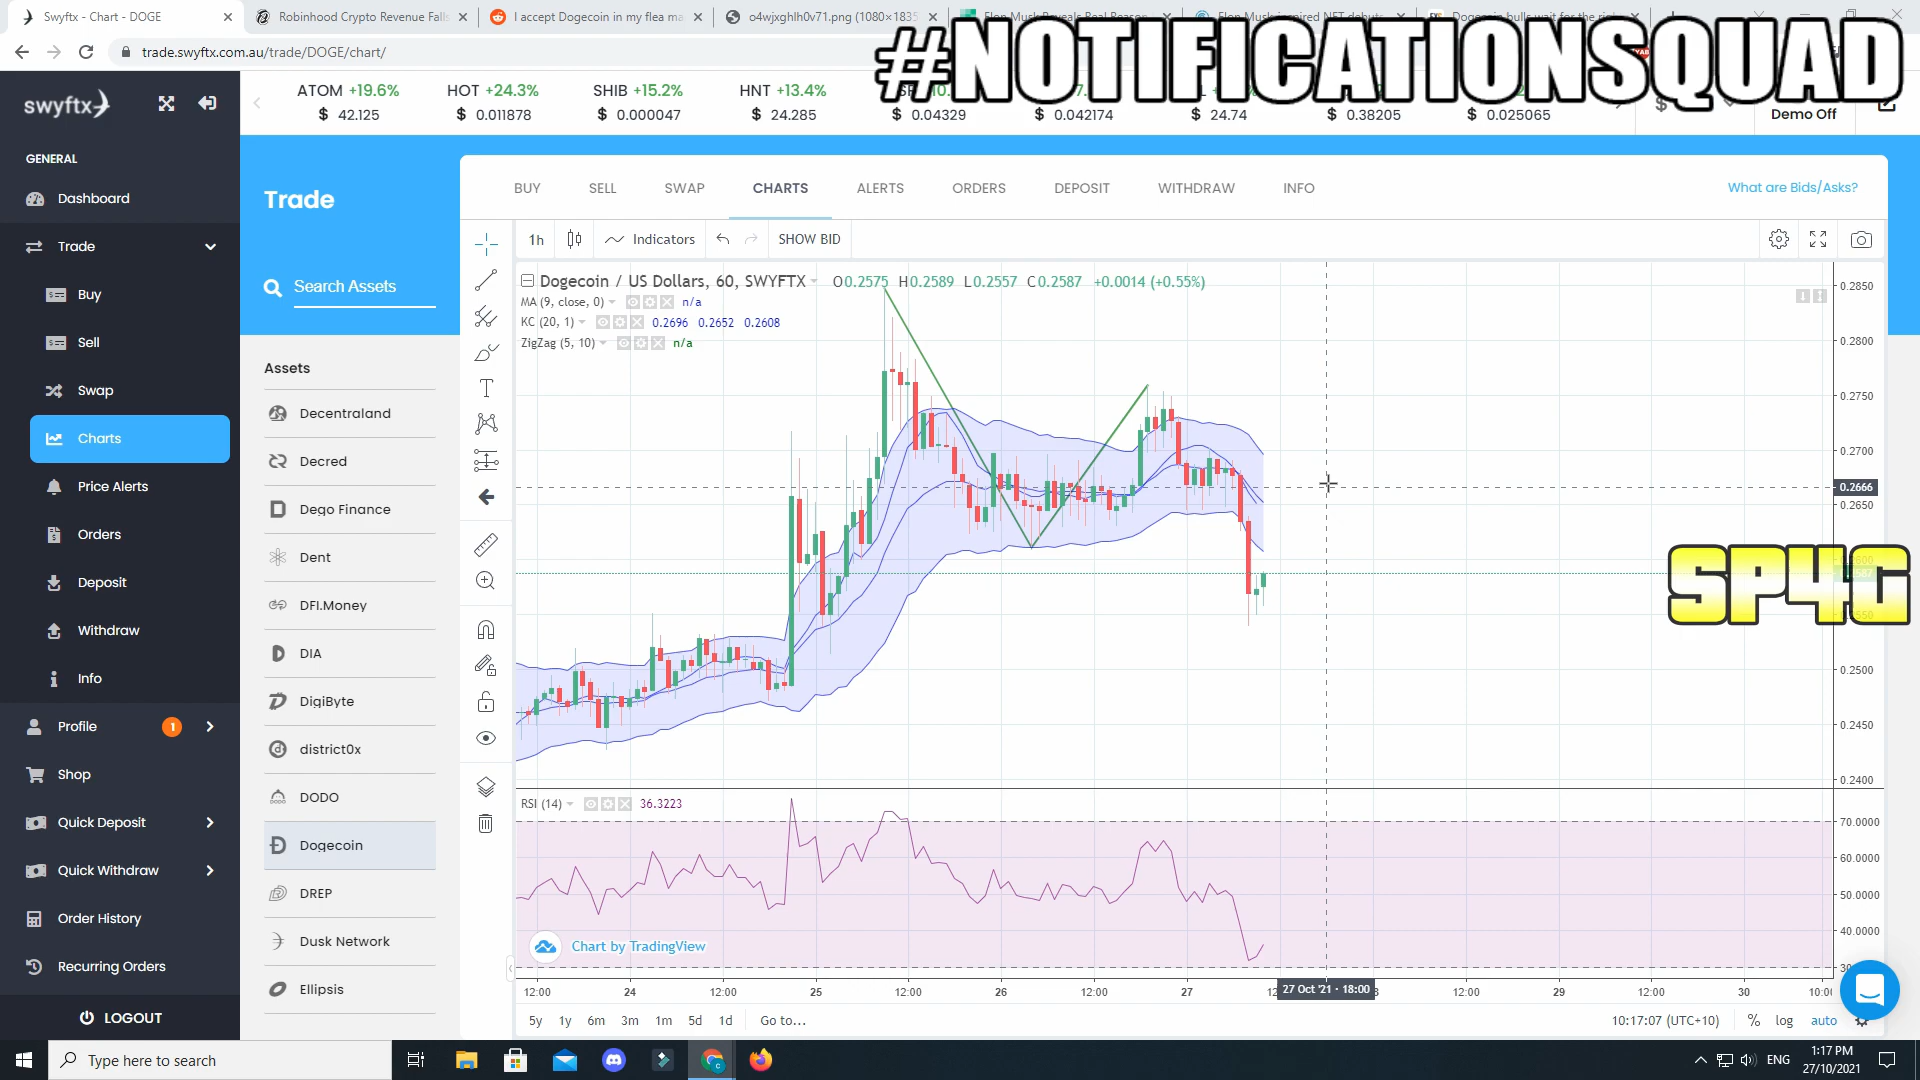 Swyftx - Chart - DOGE
Robinhood Crypto Revenue Falls
I accept Dogecoin in my flea ma
o4wjxghlh0v71.png (1080×1835
trade.swyftx.com.au/trade/DOGE/chart/
#NOTIFICATIONSQUAD
swyftx
ATOM +19.6%
$ 42.125
HOT +24.3%
$ 0.011878
SHIB +15.2%
$ 0.000047
HNT +13.4%
$ 24.285
$ 0.04329
$ 0.042174
$ 24.74
$ 0.38205
$ 0.025065
Demo Off
GENERAL
Dashboard
Trade
Buy
Sell
Swap
Charts
Price Alerts
Orders
Deposit
Withdraw
Info
Profile 1
Shop
Quick Deposit
Quick Withdraw
Order History
Recurring Orders
LOGOUT
Trade
Search Assets
Assets
Decentraland
Decred
Dego Finance
Dent
DFI.Money
DIA
DigiByte
district0x
DODO
Dogecoin
DREP
Dusk Network
Ellipsis
BUY SELL SWAP CHARTS ALERTS ORDERS DEPOSIT WITHDRAW INFO
What are Bids/Asks?
1h Indicators SHOW BID
Dogecoin / US Dollars, 60, SWYFTX O0.2575 H0.2589 L0.2557 C0.2587 +0.0014 (+0.55%)
MA (9, close, 0) n/a
KC (20, 1) 0.2696 0.2652 0.2608
ZigZag (5, 10) n/a
0.2850
0.2800
0.2750
0.2700
0.2666
0.2650
SP4G
0.2500
0.2450
0.2400
RSI (14) 36.3223
70.0000
60.0000
50.0000
40.0000
Chart by TradingView
12:00 24 12:00 25 12:00 26 12:00 27 27 Oct '21 - 18:00 12:00 29 12:00 30
5y 1y 6m 3m 1m 5d 1d Go to...
10:17:07 (UTC+10) % log auto
Type here to search
ENG
1:17 PM
27/10/2021